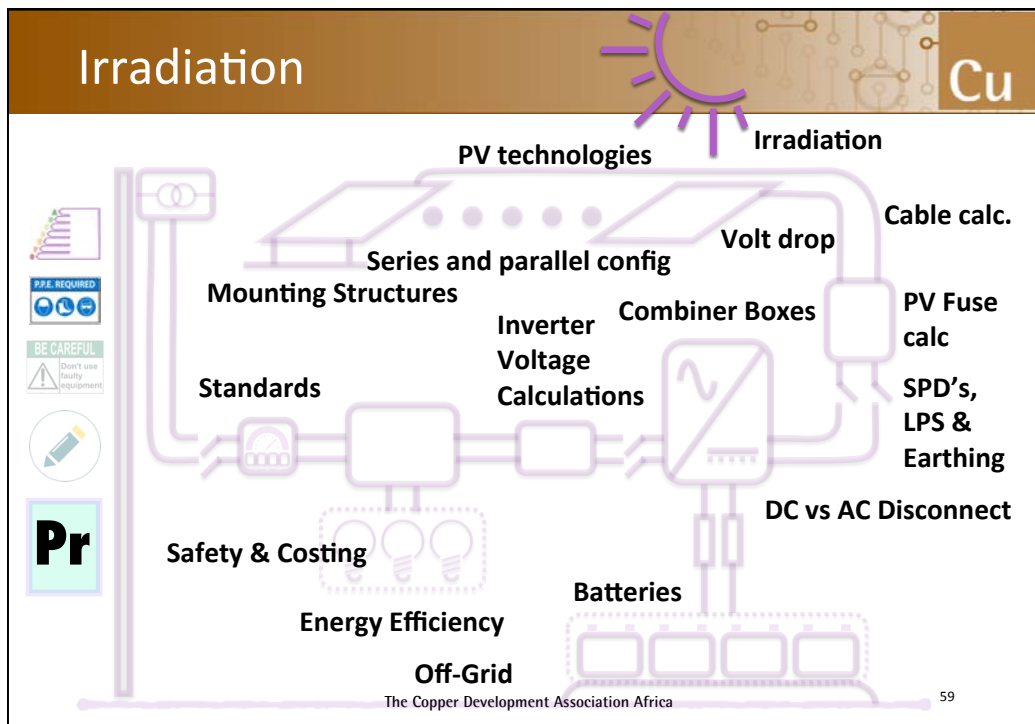 Irradiation
Cu
Irradiation
PV technologies
Cable calc.
Volt drop
Series and parallel config
Mounting Structures
P.P.E. REQUIRED
Combiner Boxes
PV Fuse
calc
Inverter
Voltage
Calculations
BE CAREFUL
Don't use
faulty
equipment
Standards
SPD's,
LPS &
Earthing
DC vs AC Disconnect
Pr
Safety & Costing
Batteries
Energy Efficiency
Off-Grid
The Copper Development Association Africa
59